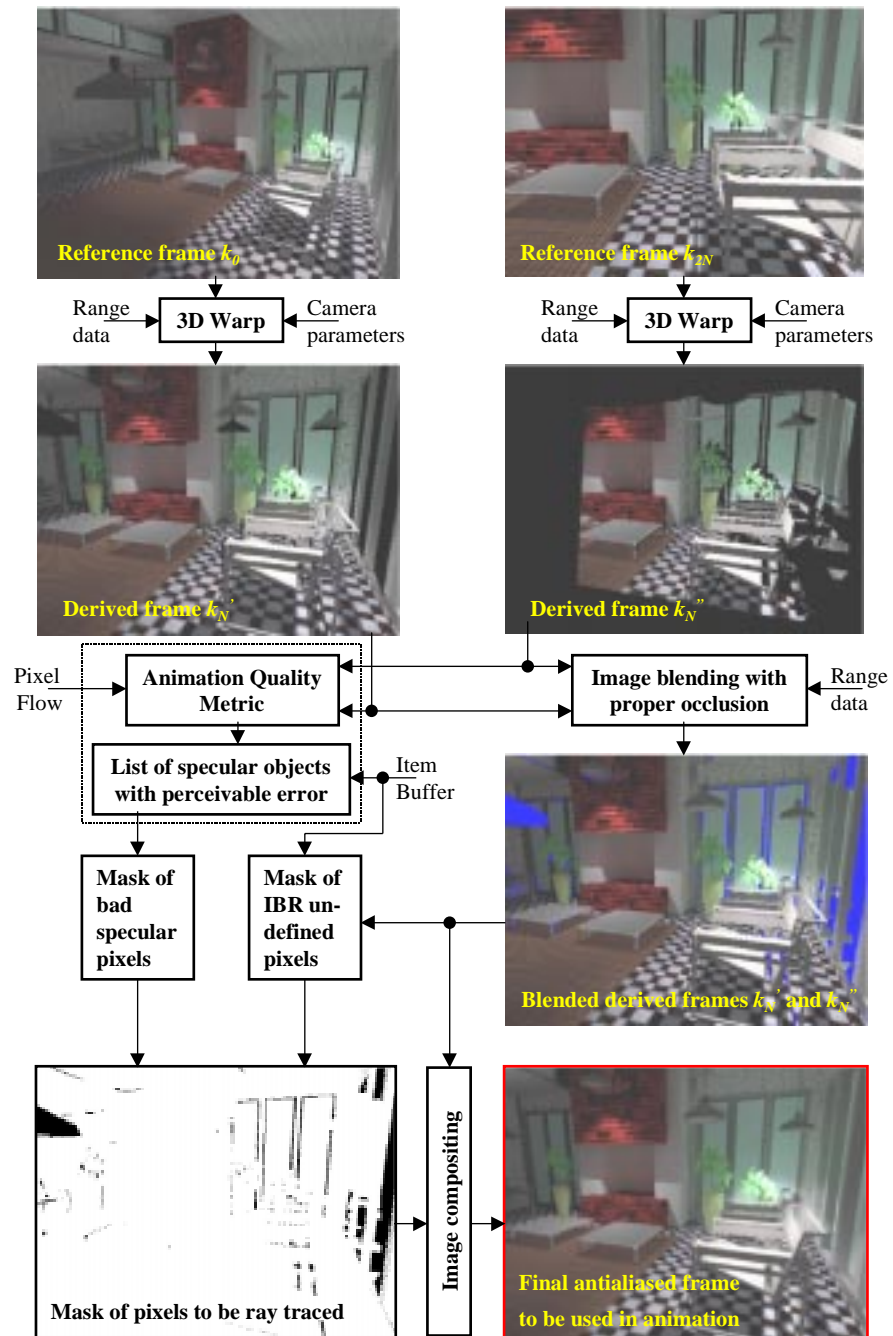 Reference frame k0
Reference frame k2N
Range
data
3D Warp
Camera
parameters
Range
data
3D Warp
Camera
parameters
Derived frame kN'
Derived frame kN"
Pixel
Flow
Animation Quality
Metric
Image blending with
proper occlusion
Range
data
List of specular objects
with perceivable error
Item
Buffer
Mask of
bad
specular
pixels
Mask of
IBR un-
defined
pixels
Blended derived frames kN' and kN"
Mask of pixels to be ray traced
Image compositing
Final antialiased frame
to be used in animation